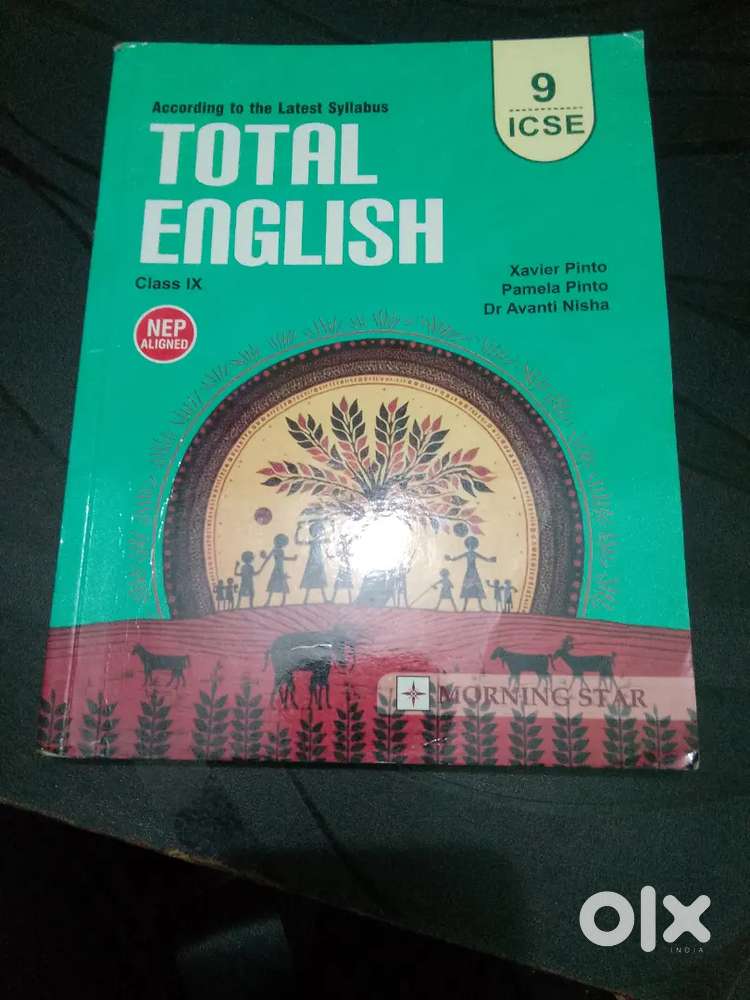 9
ICSE
According to the Latest Syllabus
TOTAL
ENGLISH
Class IX
Xavier Pinto
Pamela Pinto
Dr Avanti Nisha
NEP
ALIGNED
MORNING STAR
olx
INDIA